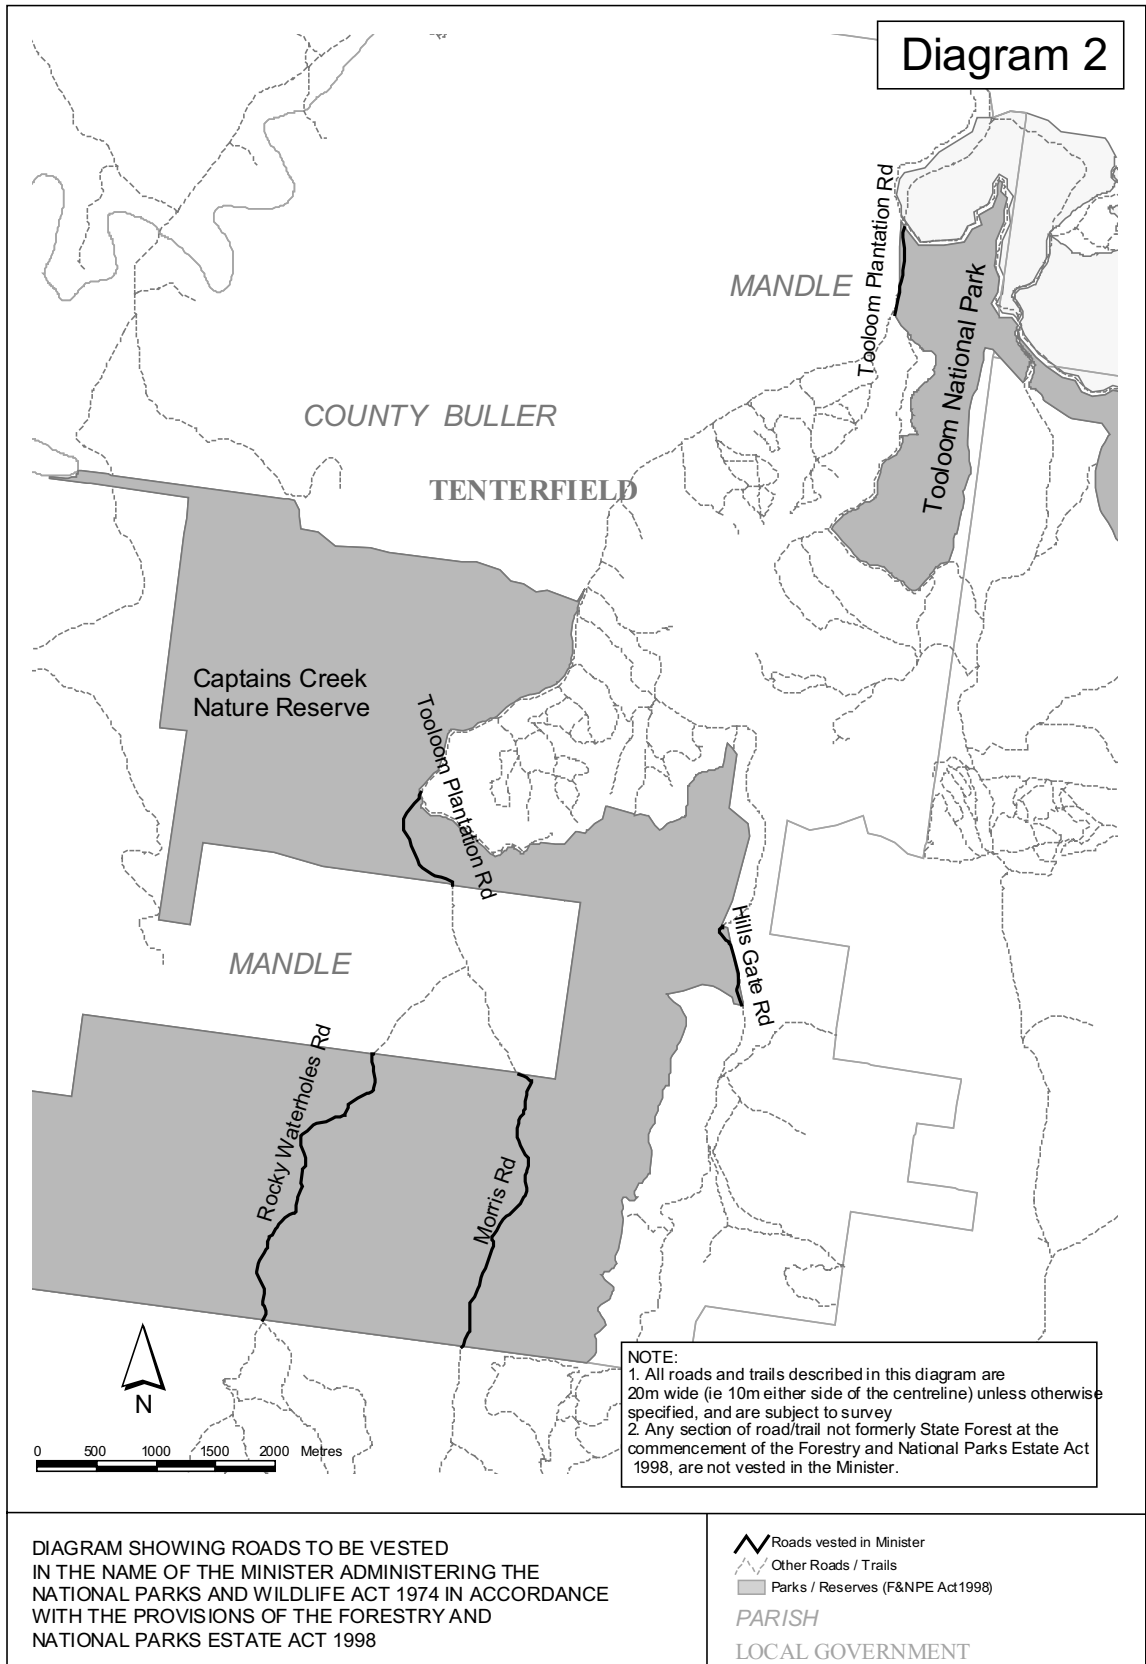 Diagram 2
Tooloom Plantation Rd
MANDLE
Tooloom National Park
COUNTY BULLER
TENTERFIELD
Captains Creek
Nature Reserve
Tooloom Plantation Rd
Hills Gate Rd
MANDLE
Rocky Waterholes Rd
Morris Rd
N
0 500 1000 1500 2000 Metres
NOTE:
1. All roads and trails described in this diagram are
20m wide (ie 10m either side of the centreline) unless otherwise
specified, and are subject to survey
2. Any section of road/trail not formerly State Forest at the
commencement of the Forestry and National Parks Estate Act
1998, are not vested in the Minister.
DIAGRAM SHOWING ROADS TO BE VESTED
IN THE NAME OF THE MINISTER ADMINISTERING THE
NATIONAL PARKS AND WILDLIFE ACT 1974 IN ACCORDANCE
WITH THE PROVISIONS OF THE FORESTRY AND
NATIONAL PARKS ESTATE ACT 1998
Roads vested in Minister
Other Roads / Trails
Parks / Reserves (F&NPE Act1998)
PARISH
LOCAL GOVERNMENT